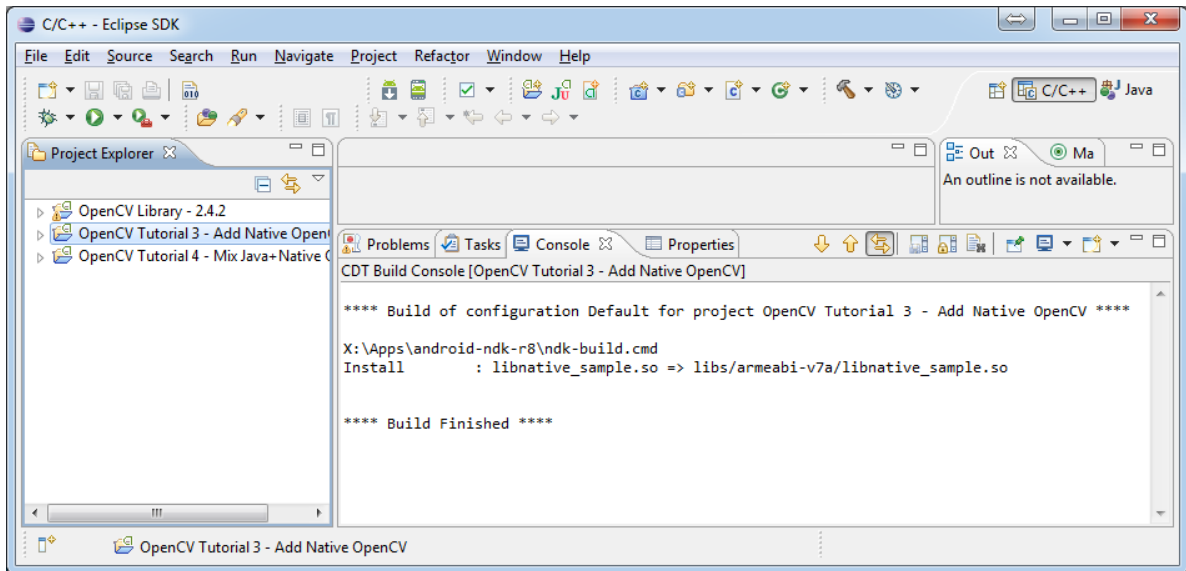 C/C++ - Eclipse SDK
File Edit Source Search Run Navigate Project Refactor Window Help
010
C/C++ Java
Project Explorer
OpenCV Library - 2.4.2
OpenCV Tutorial 3 - Add Native Open
OpenCV Tutorial 4 - Mix Java+Native
Out Ma
An outline is not available.
Problems Tasks Console Properties
CDT Build Console [OpenCV Tutorial 3 - Add Native OpenCV]
**** Build of configuration Default for project OpenCV Tutorial 3 - Add Native OpenCV ****
X:\Apps\android-ndk-r8\ndk-build.cmd
Install : libnative_sample.so => libs/armeabi-v7a/libnative_sample.so
**** Build Finished ****
OpenCV Tutorial 3 - Add Native OpenCV